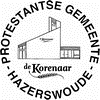 · PROTESTANTSE GEMEENTE ·
de Korenaar
HAZERSWOUDE